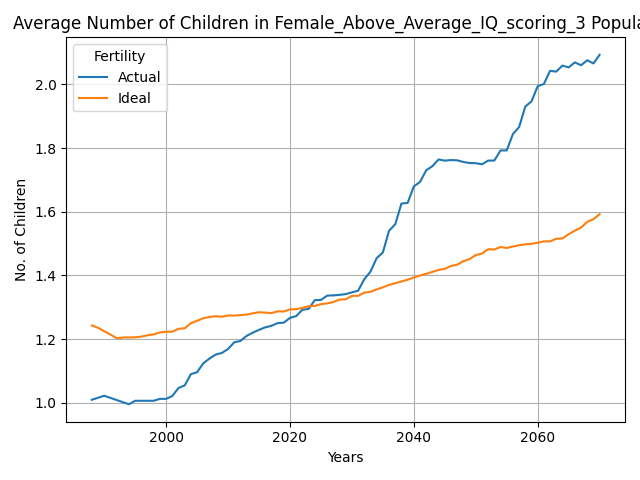 Average Number of Children in Female_Above_Average_IQ_scoring_3 Popula
Fertility
Actual
Ideal
2.0
1.8
1.6
1.4
1.2
1.0
No. of Children
2000
2020
2040
2060
Years